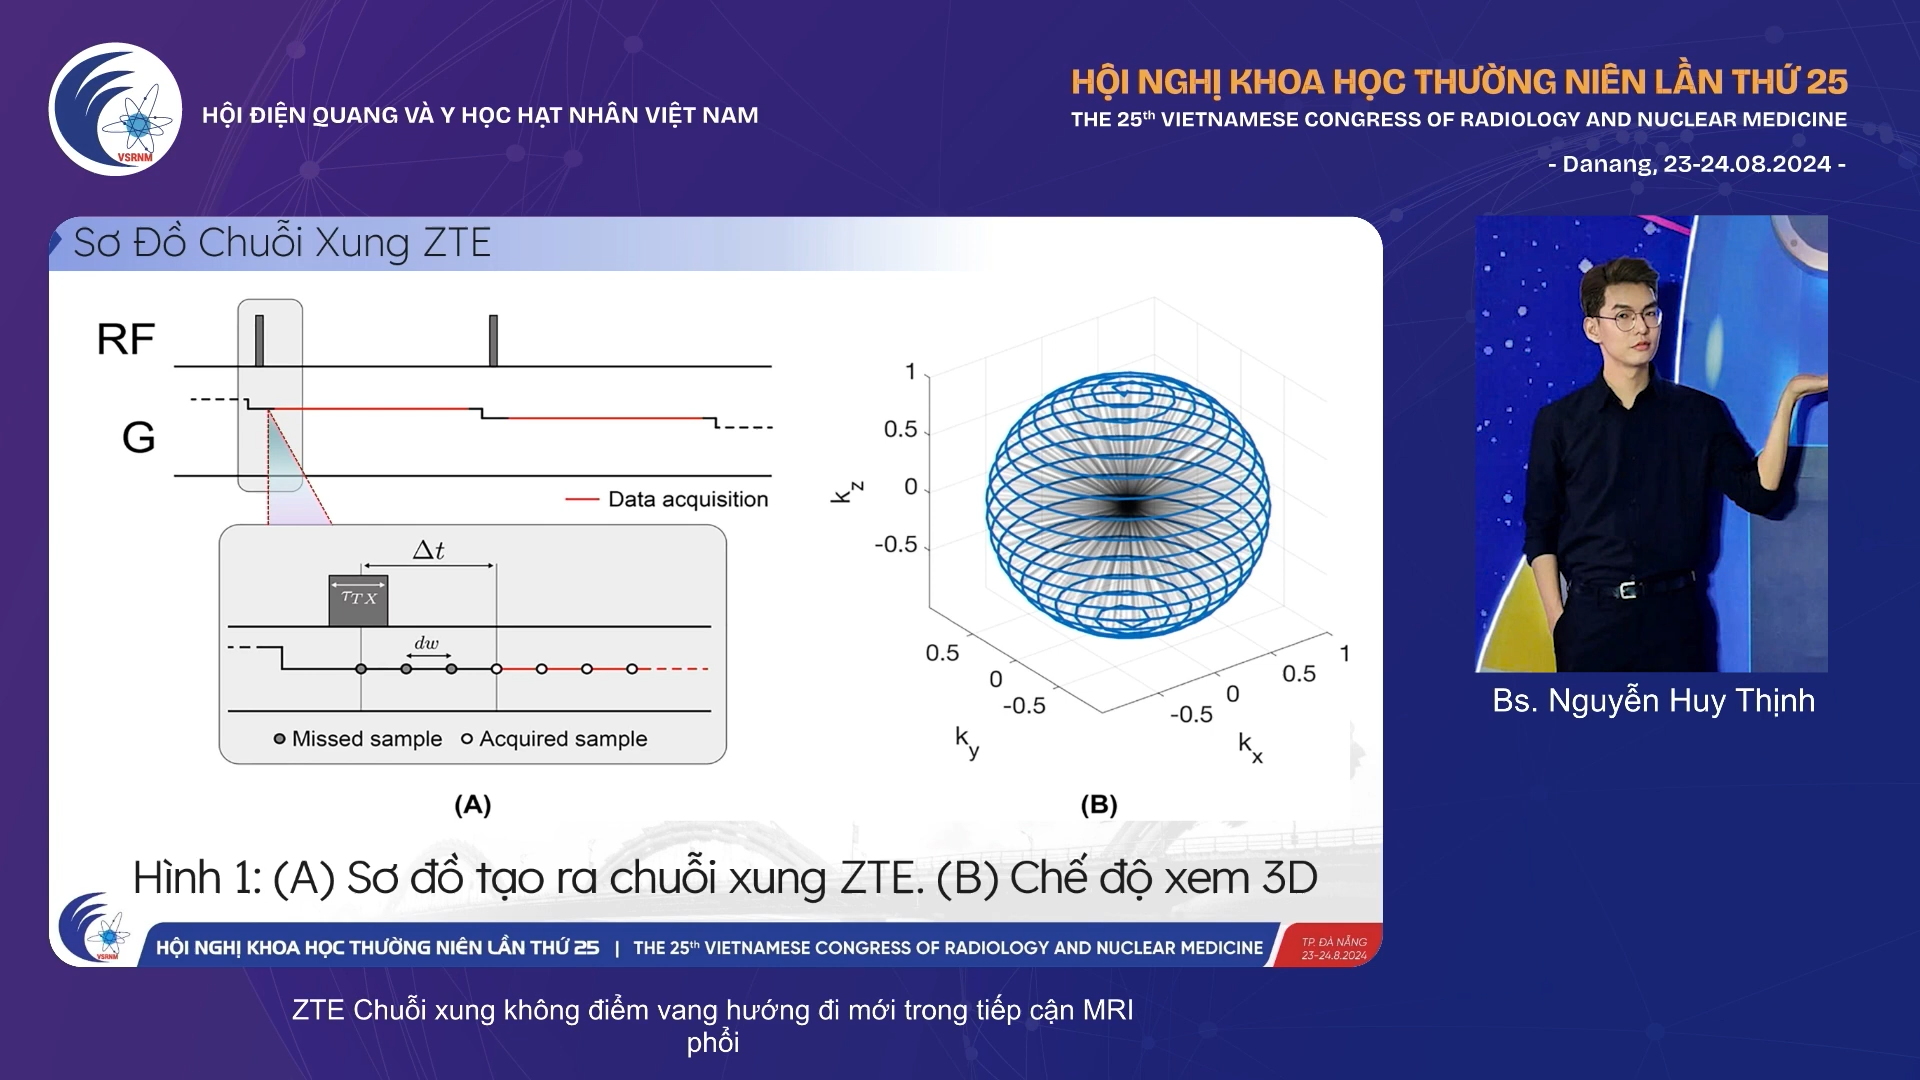 VSRNM
HỘI ĐIỆN QUANG VÀ Y HỌC HẠT NHÂN VIỆT NAM
HỘI NGHỊ KHOA HỌC THƯỜNG NIÊN LẦN THỨ 25
THE 25th VIETNAMESE CONGRESS OF RADIOLOGY AND NUCLEAR MEDICINE
- Danang, 23-24.08.2024 -
Sơ Đồ Chuỗi Xung ZTE
RF
G
Data acquisition
Δt
τTX
dw
Missed sample
Acquired sample
(A)
kz
1
0.5
0
-0.5
0.5
0
-0.5
ky
-0.5
0
0.5
1
kx
(B)
Hình 1: (A) Sơ đồ tạo ra chuỗi xung ZTE. (B) Chế độ xem 3D
VSRNM
HỘI NGHỊ KHOA HỌC THƯỜNG NIÊN LẦN THỨ 25 | THE 25th VIETNAMESE CONGRESS OF RADIOLOGY AND NUCLEAR MEDICINE
TP. ĐÀ NẴNG
23-24.8.2024
Bs. Nguyễn Huy Thịnh
ZTE Chuỗi xung không điểm vang hướng đi mới trong tiếp cận MRI
phổi